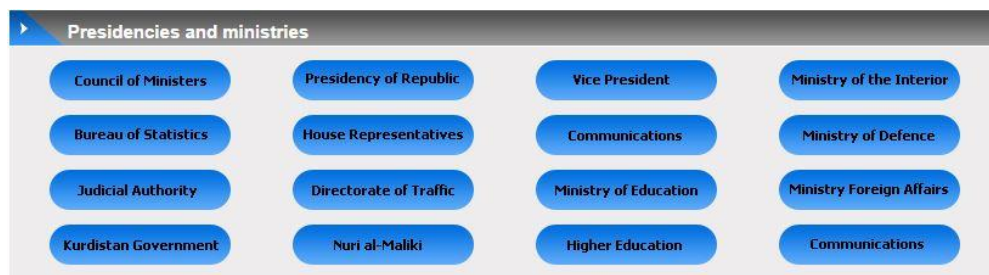 Presidencies and ministries
Council of Ministers Presidency of Republic Vice President Ministry of the Interior
Bureau of Statistics House Representatives Communications Ministry of Defence
Judicial Authority Directorate of Traffic Ministry of Education Ministry Foreign Affairs
Kurdistan Government Nuri al-Maliki Higher Education Communications